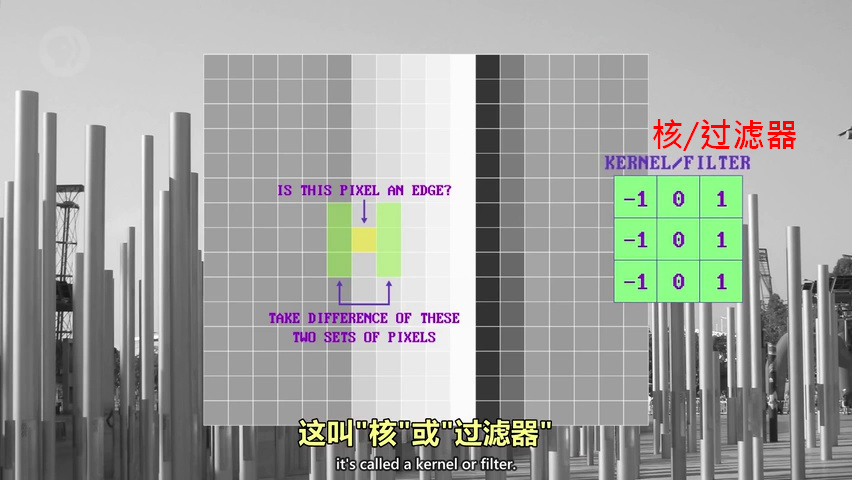 核/过滤器
KERNEL/FILTER
-1 0 1
-1 0 1
-1 0 1
IS THIS PIXEL AN EDGE?
TAKE DIFFERENCE OF THESE
TWO SETS OF PIXELS
这叫"核"或"过滤器"
it's called a kernel or filter.